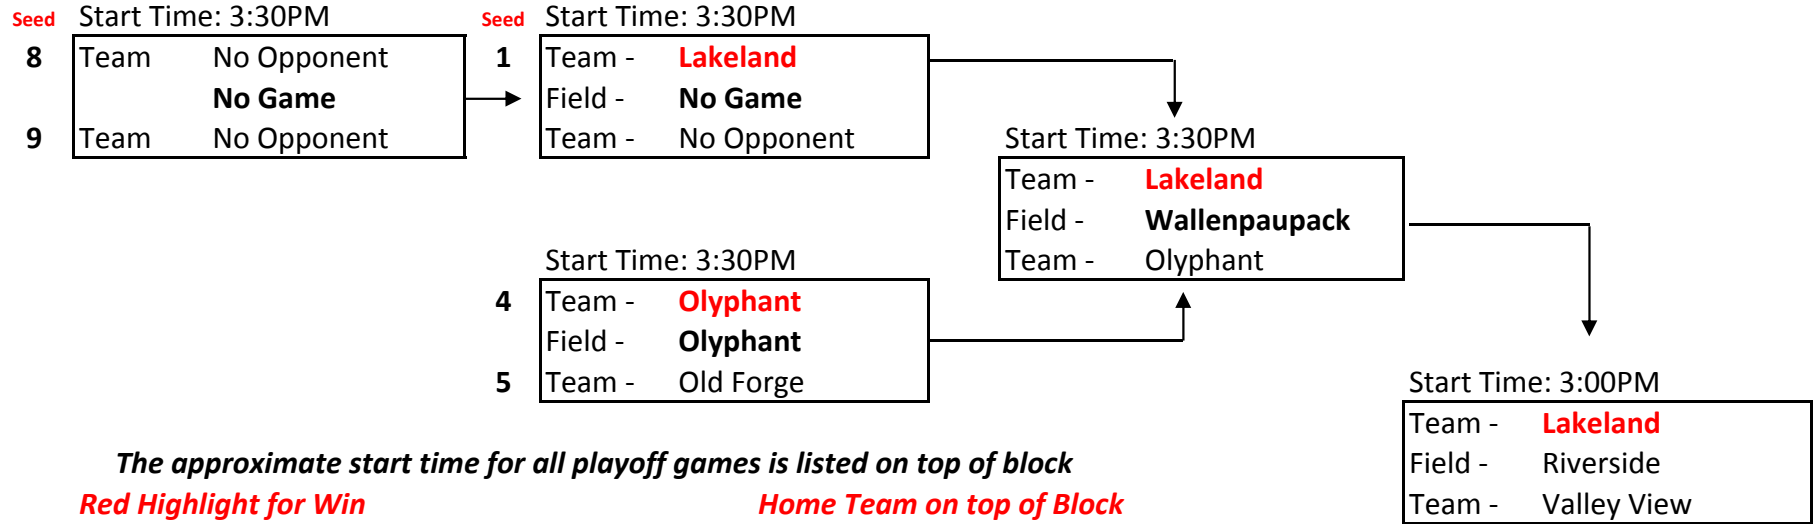 Seed Start Time: 3:30PM Seed Start Time: 3:30PM
8 Team No Opponent 1 Team - Lakeland
No Game Field - No Game
9 Team No Opponent Team - No Opponent
Start Time: 3:30PM
Team - Lakeland
Field - Wallenpaupack
Team - Olyphant
Start Time: 3:30PM
4 Team - Olyphant
Field - Olyphant
5 Team - Old Forge
Start Time: 3:00PM
Team - Lakeland
Field - Riverside
Team - Valley View
The approximate start time for all playoff games is listed on top of block
Red Highlight for Win Home Team on top of Block